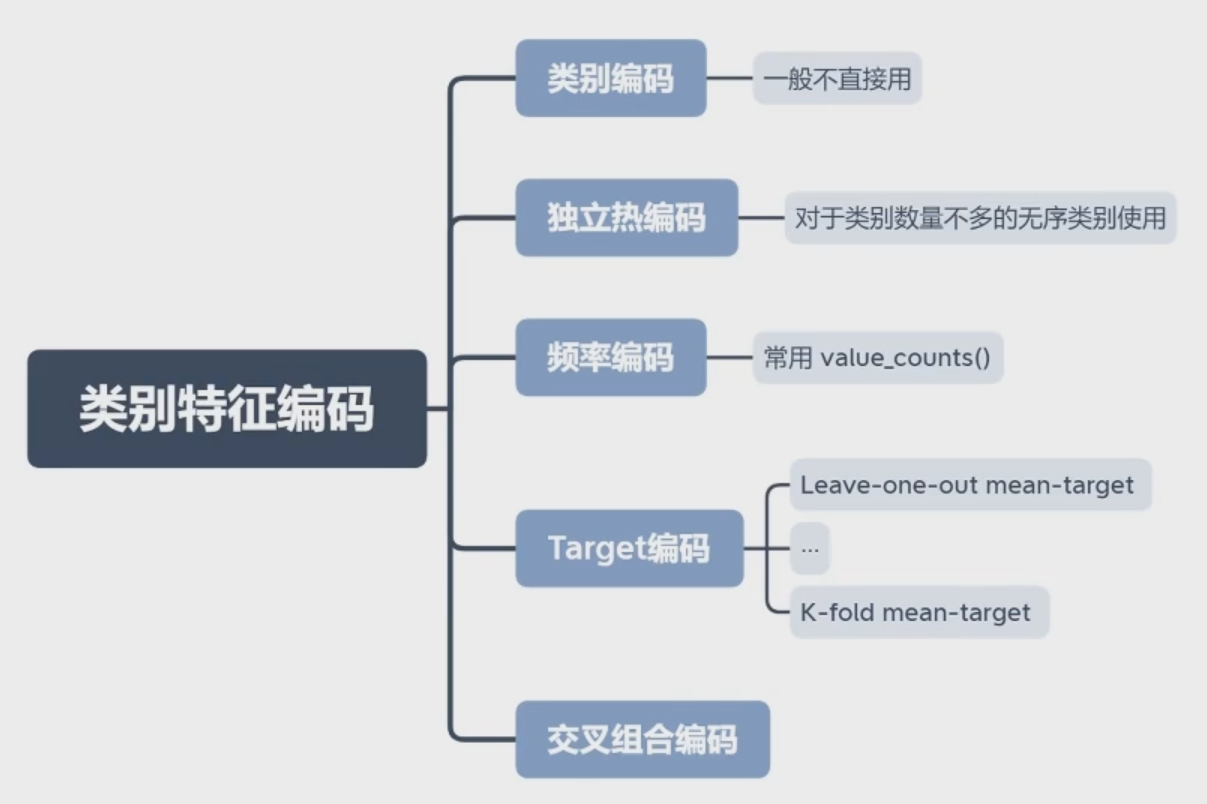 类别编码
一般不直接用
独立热编码
对于类别数量不多的无序类别使用
频率编码
常用 value_counts()
类别特征编码
Leave-one-out mean-target
Target编码
...
K-fold mean-target
交叉组合编码